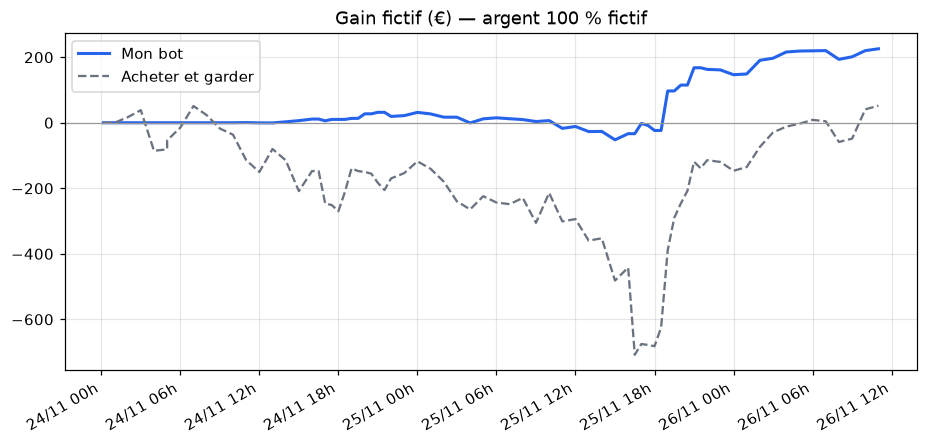 Gain fictif (€) — argent 100 % fictif
Mon bot
Acheter et garder
200
0
−200
−400
−600
24/11 00h
24/11 06h
24/11 12h
24/11 18h
25/11 00h
25/11 06h
25/11 12h
25/11 18h
26/11 00h
26/11 06h
26/11 12h